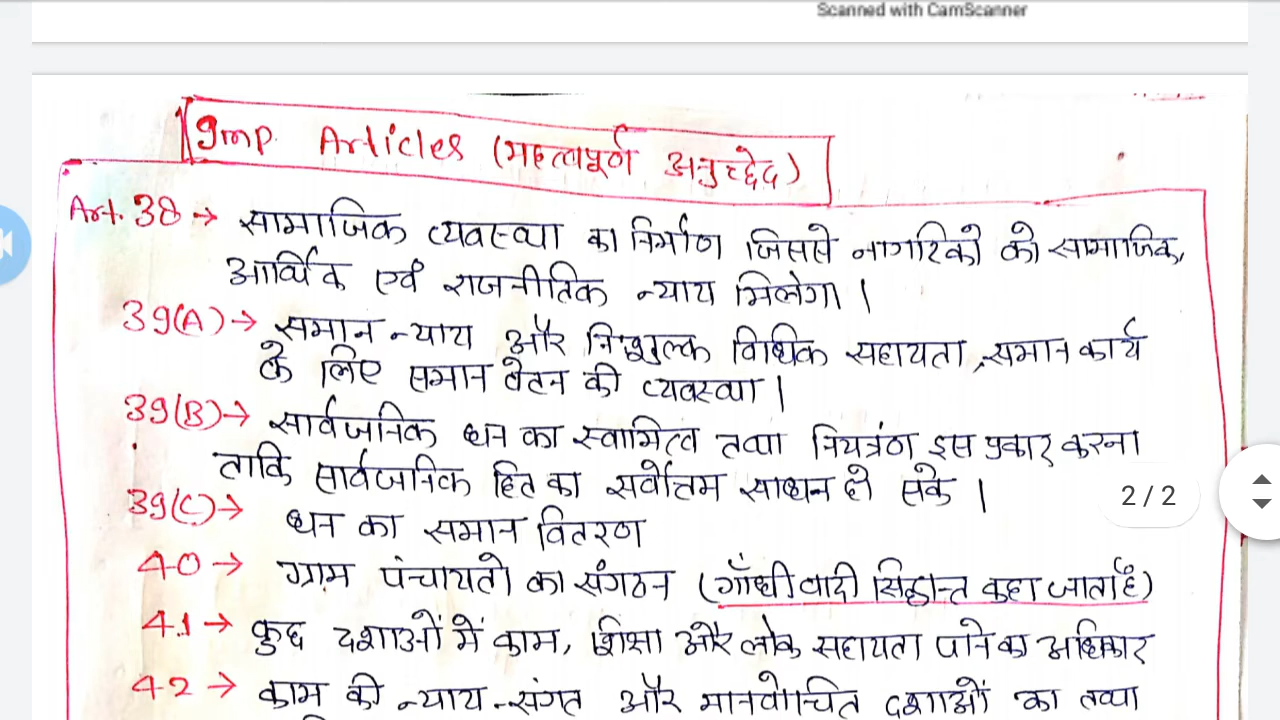 Scanned with CamScanner
Imp. Articles (महत्वपूर्ण अनुच्छेद)
Art. 38 → सामाजिक व्यवस्था का निर्माण जिससे नागरिको को सामाजिक,
आर्थिक एवं राजनीतिक न्याय मिलेगा।
39(A) → समान न्याय और निशुल्क विधिक सहायता, समान कार्य
के लिए समान वेतन की व्यवस्था।
39(B) → सार्वजनिक धन का स्वामित्व तथा नियत्रंण इस प्रकार करना
ताकि सार्वजनिक हित का सर्वोत्तम साधन हो सके।
2 / 2
39(C) → धन का समान वितरण
40 → ग्राम पंचायतो का संगठन (गाँधीवादी सिद्धान्त कहा जाता है)
41 → कुछ दशाओं में काम, शिक्षा और लोक सहायता पाने का अधिकार
42 → काम की न्याय-संगत और मानवोचित दशाओं का तथा